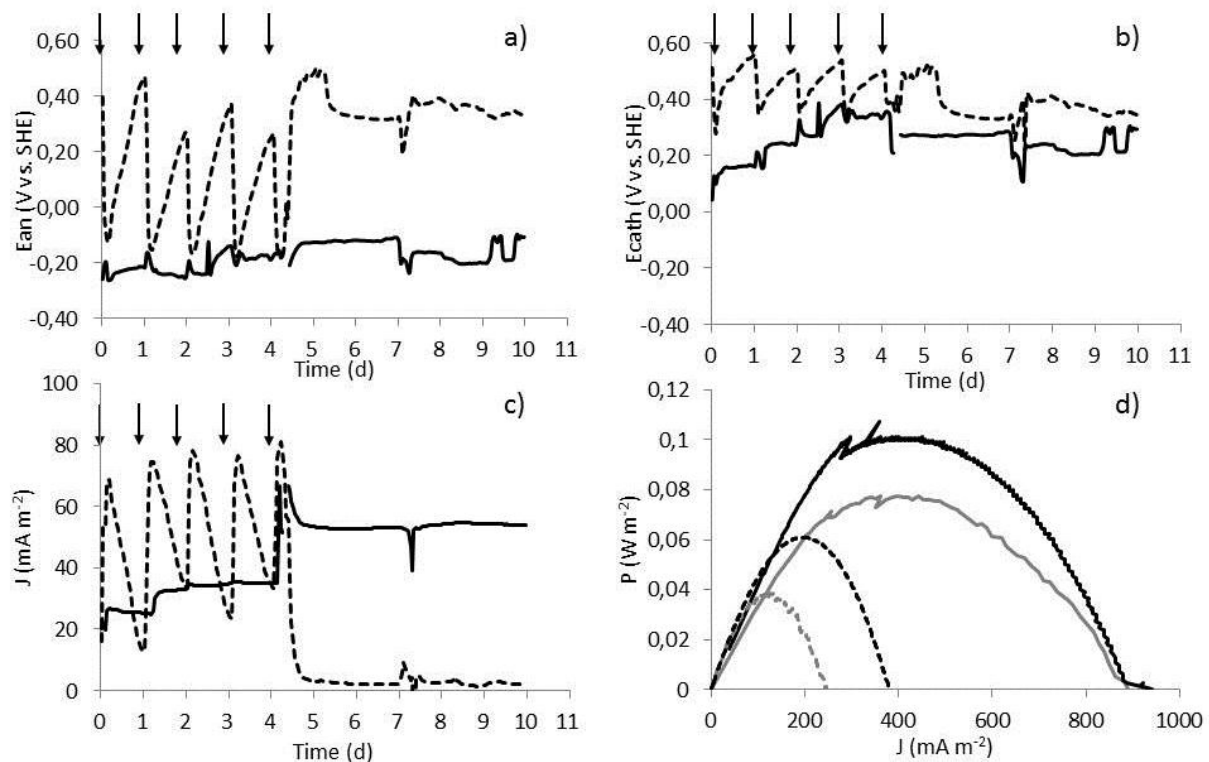 a)
0,60
0,40
0,20
0,00
-0,20
-0,40
Ean (V vs. SHE)
0 1 2 3 4 5 6 7 8 9 10 11
Time (d)
b)
0,60
0,40
0,20
0,00
-0,20
-0,40
Ecath (V vs. SHE)
0 1 2 3 4 5 6 7 8 9 10 11
Time (d)
c)
100
80
60
40
20
0
J (mA m⁻²)
0 1 2 3 4 5 6 7 8 9 10 11
Time (d)
d)
0,12
0,1
0,08
0,06
0,04
0,02
0
P (W m⁻²)
0 200 400 600 800 1000
J (mA m⁻²)